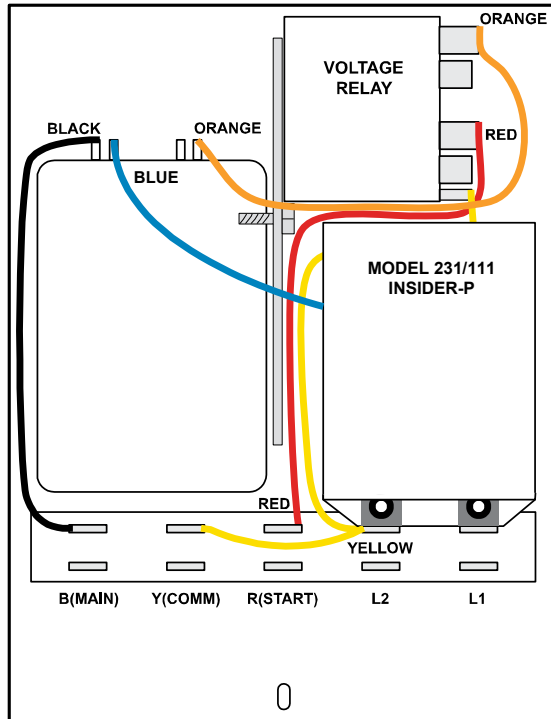 ORANGE
VOLTAGE
RELAY
BLACK
ORANGE
RED
BLUE
MODEL 231/111
INSIDER-P
RED
YELLOW
B(MAIN) Y(COMM) R(START) L2 L1